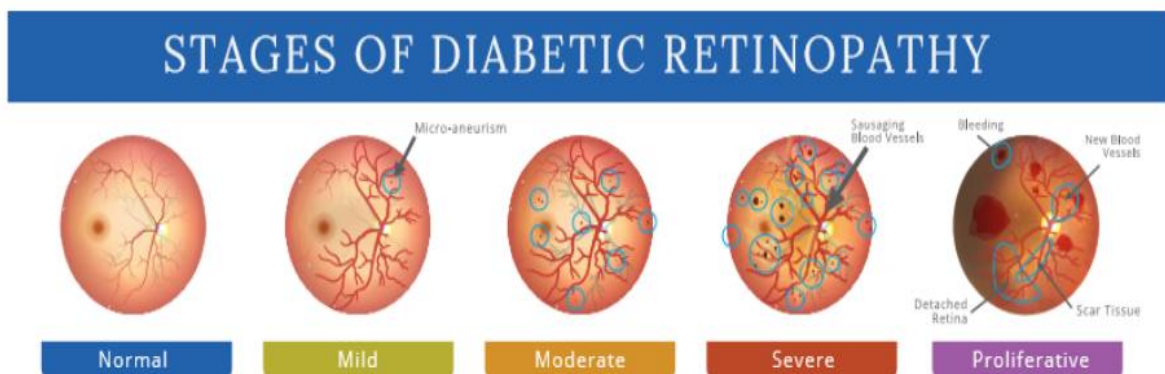 STAGES OF DIABETIC RETINOPATHY
Micro-aneurism
Sausaging
Blood Vessels
Bleeding
New Blood
Vessels
Detached
Retina
Scar Tissue
Normal
Mild
Moderate
Severe
Proliferative